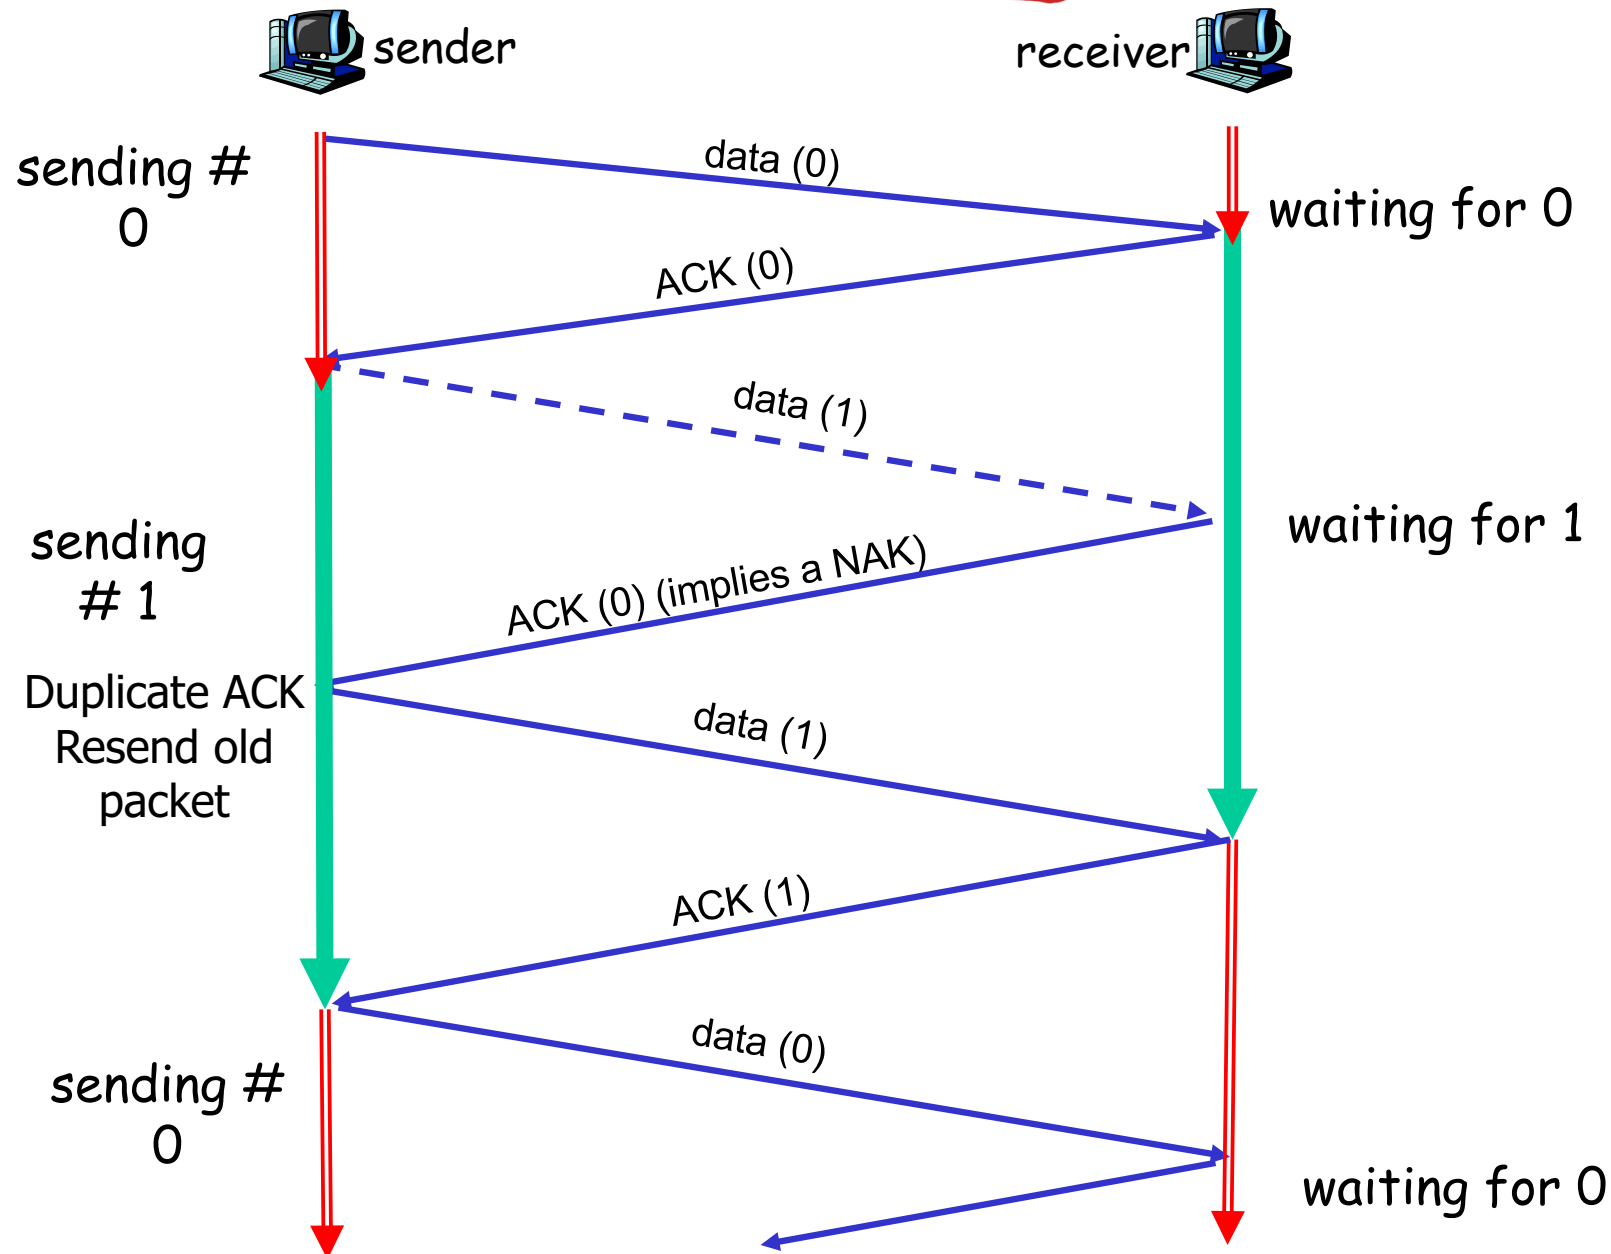 sender
receiver
sending #
0
data (0)
waiting for 0
ACK (0)
data (1)
sending
# 1
waiting for 1
ACK (0) (implies a NAK)
Duplicate ACK
Resend old
packet
data (1)
ACK (1)
data (0)
sending #
0
waiting for 0